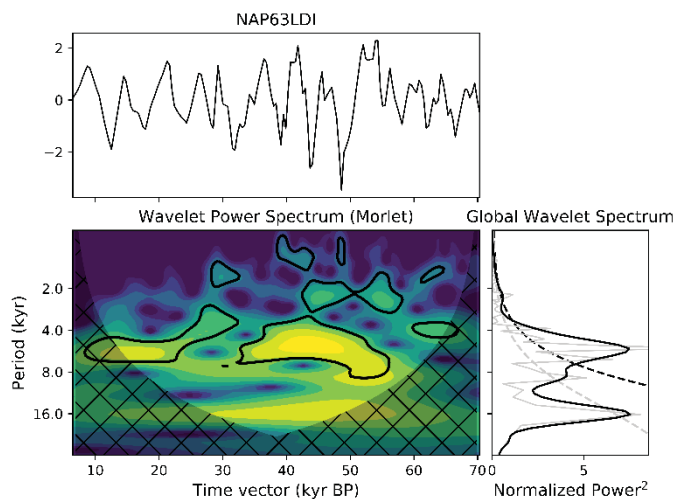 NAP63LDI
2
0
−2
Wavelet Power Spectrum (Morlet)
Global Wavelet Spectrum
2.0
4.0
8.0
16.0
Period (kyr)
10 20 30 40 50 60 70
0 5
Time vector (kyr BP)
Normalized Power²